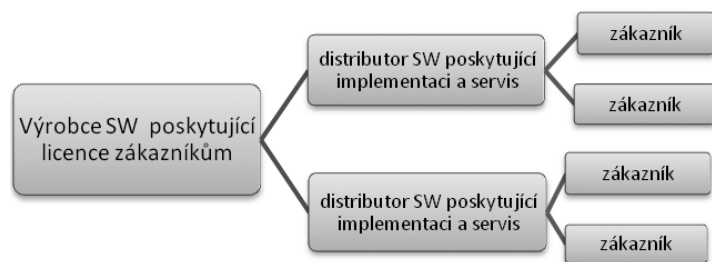 Výrobce SW poskytující
licence zákazníkům
distributor SW poskytující
implementaci a servis
zákazník
zákazník
distributor SW poskytující
implementaci a servis
zákazník
zákazník